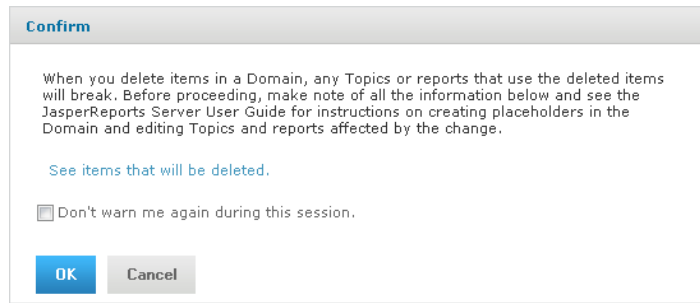 Confirm
When you delete items in a Domain, any Topics or reports that use the deleted items
will break. Before proceeding, make note of all the information below and see the
JasperReports Server User Guide for instructions on creating placeholders in the
Domain and editing Topics and reports affected by the change.
See items that will be deleted.
Don't warn me again during this session.
OK Cancel